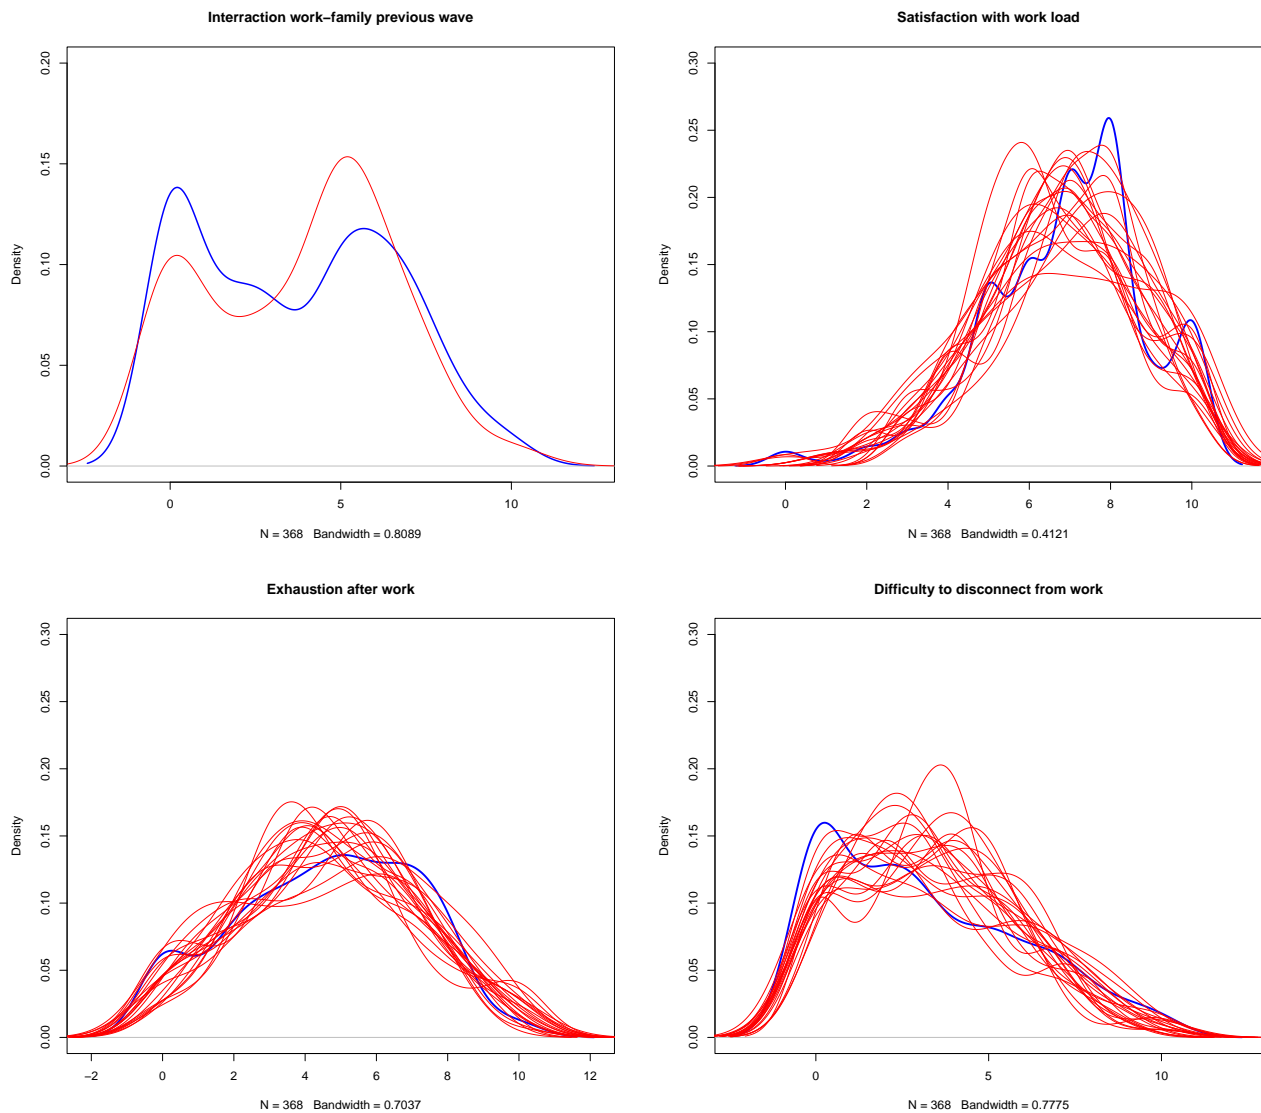 Interraction work−family previous wave
Density
0.00 0.05 0.10 0.15 0.20
0 5 10
N = 368 Bandwidth = 0.8089
Satisfaction with work load
Density
0.00 0.05 0.10 0.15 0.20 0.25 0.30
0 2 4 6 8 10
N = 368 Bandwidth = 0.4121
Exhaustion after work
Density
0.00 0.05 0.10 0.15 0.20 0.25 0.30
−2 0 2 4 6 8 10 12
N = 368 Bandwidth = 0.7037
Difficulty to disconnect from work
Density
0.00 0.05 0.10 0.15 0.20 0.25 0.30
0 5 10
N = 368 Bandwidth = 0.7775